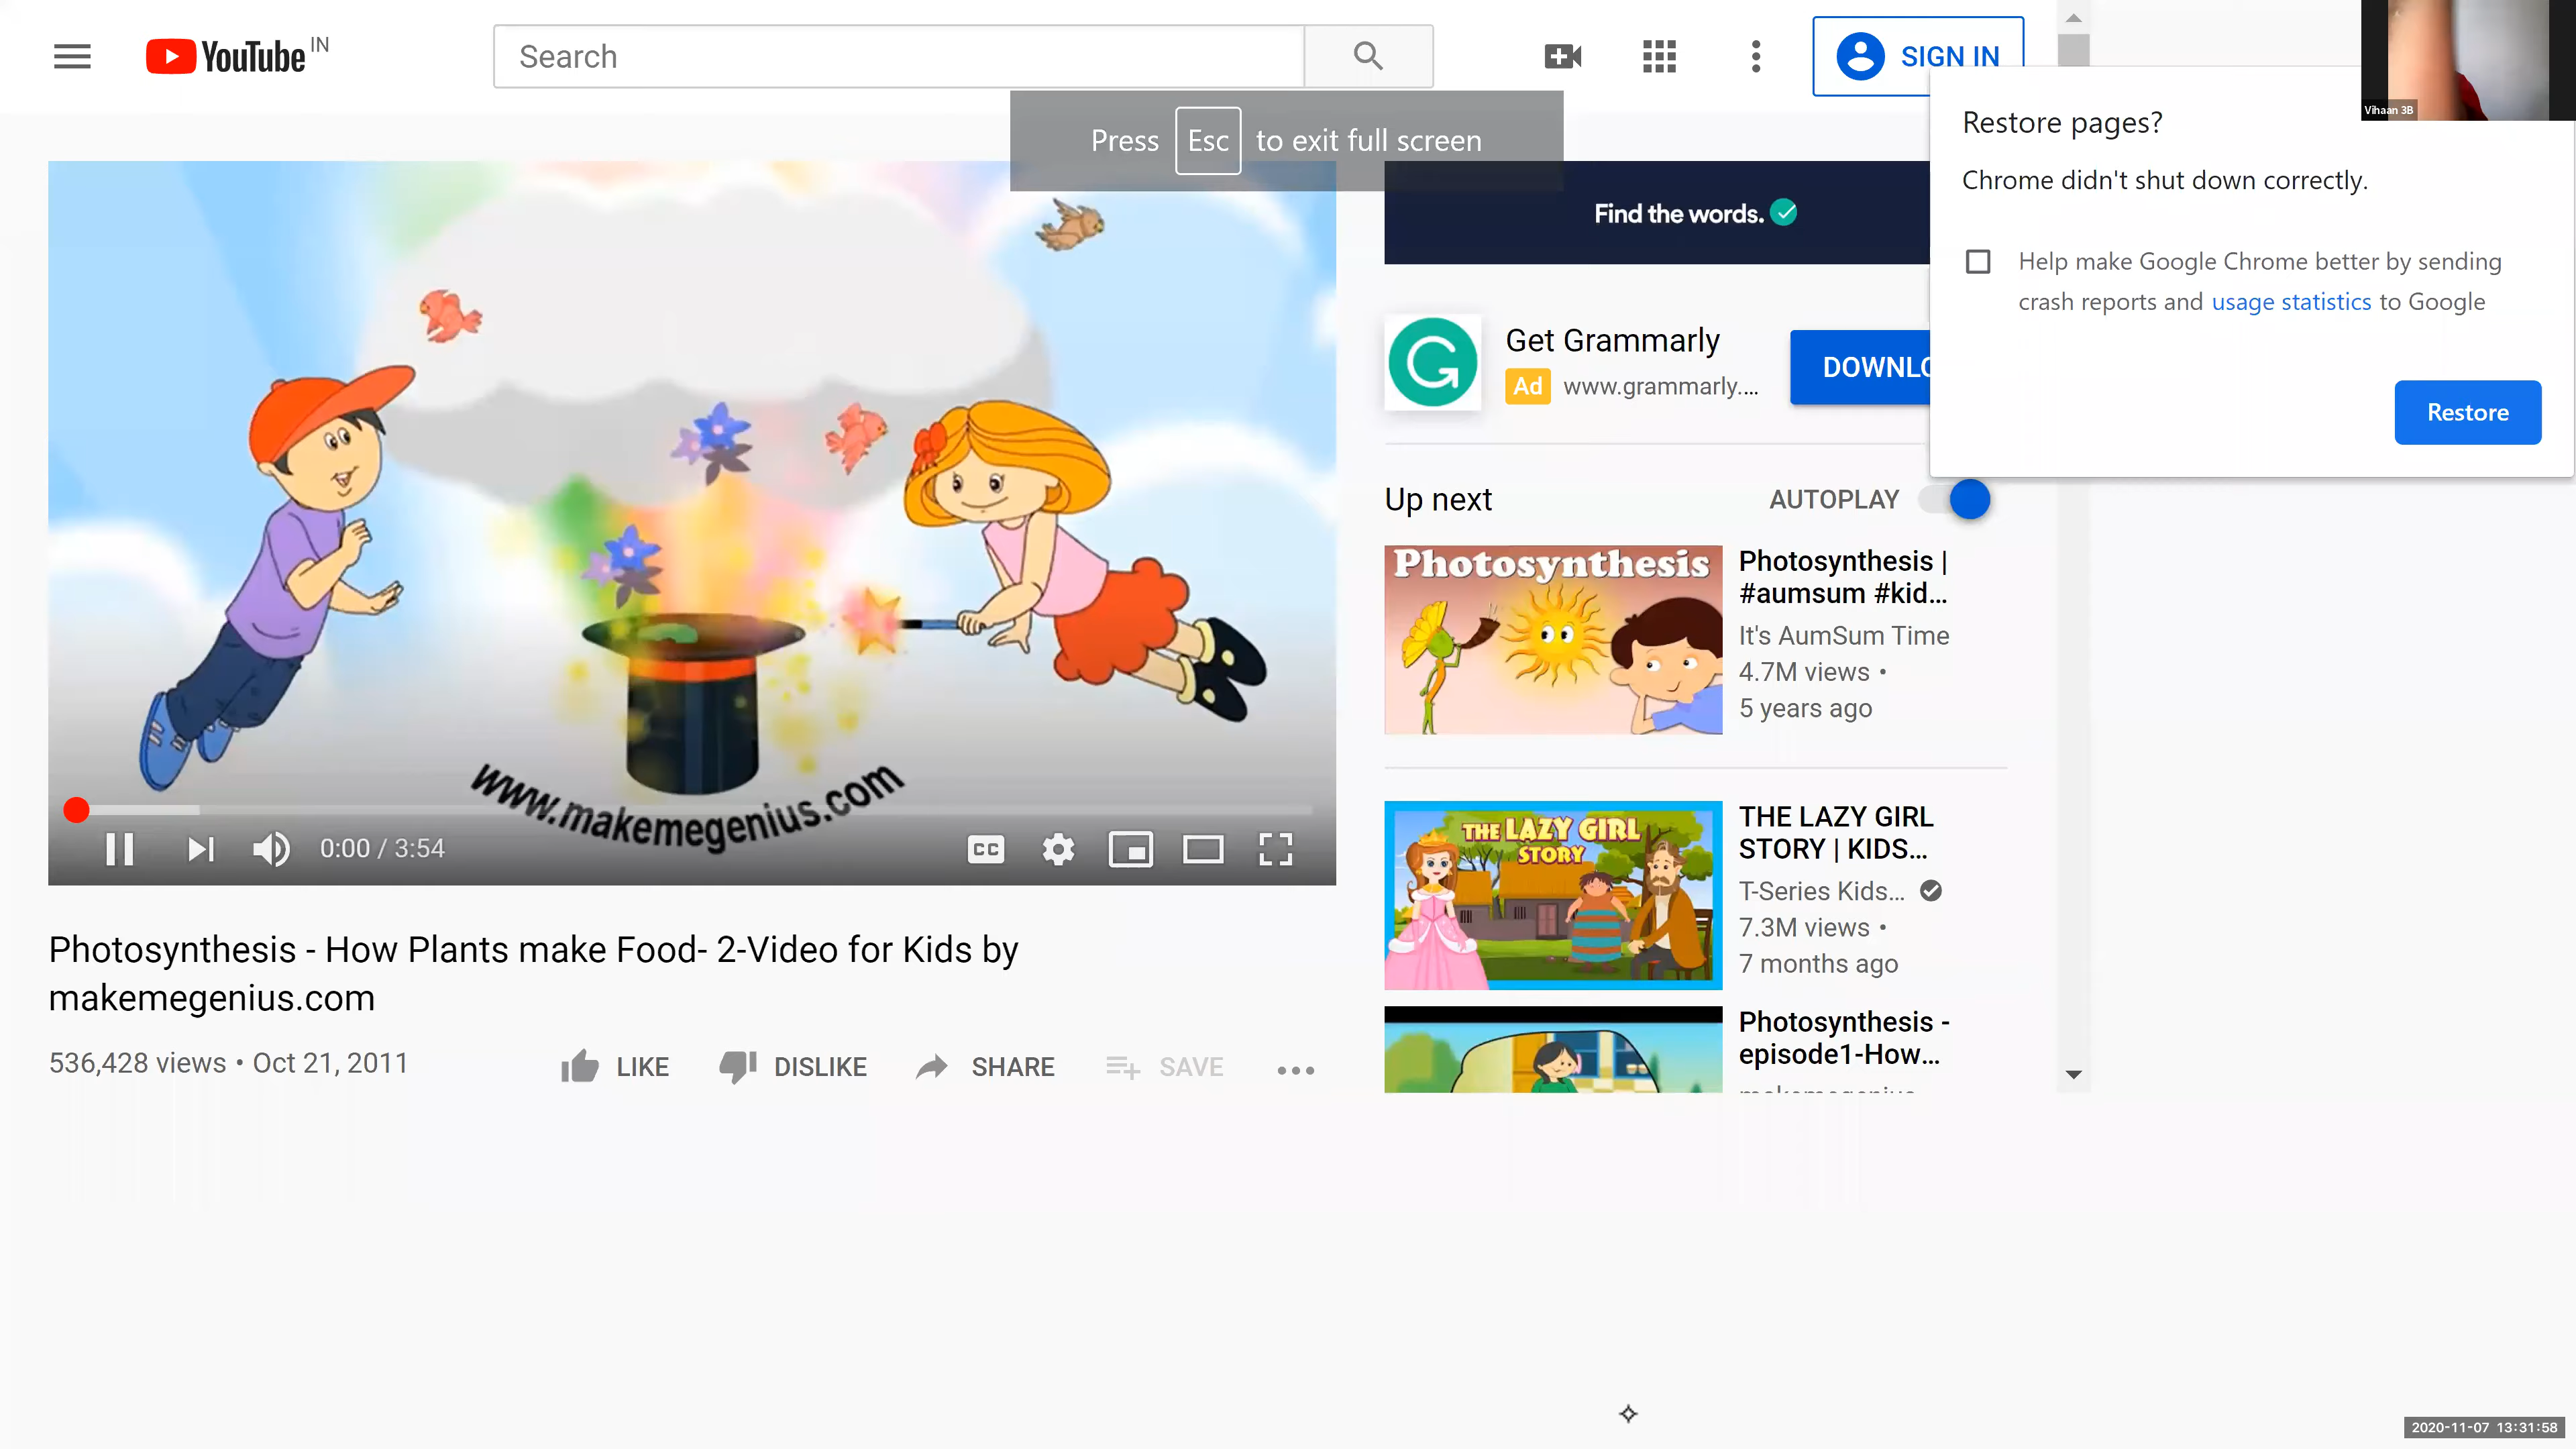 YouTube IN
Search
SIGN IN
Vihaan 3B
Press Esc to exit full screen
Restore pages?
Chrome didn't shut down correctly.
Help make Google Chrome better by sending
crash reports and usage statistics to Google
Restore
Find the words.
Get Grammarly
Ad www.grammarly....
DOWNLO
Up next
AUTOPLAY
Photosynthesis
Photosynthesis |
#aumsum #kid...
It's AumSum Time
4.7M views •
5 years ago
www.makemegenius.com
0:00 / 3:54
CC
THE LAZY GIRL
STORY
THE LAZY GIRL
STORY | KIDS...
T-Series Kids...
7.3M views •
7 months ago
Photosynthesis - How Plants make Food- 2-Video for Kids by
makemegenius.com
536,428 views • Oct 21, 2011
LIKE
DISLIKE
SHARE
SAVE
Photosynthesis -
episode1-How...
2020-11-07 13:31:58